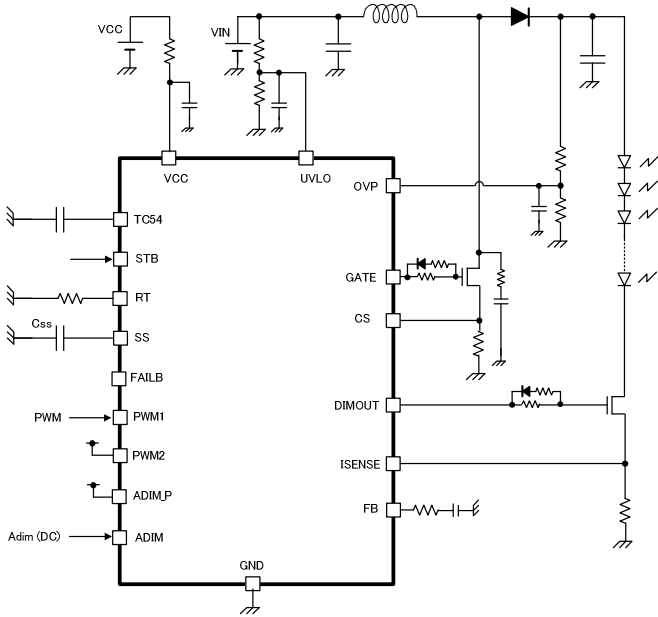 VCC
VIN
VCC
UVLO
OVP
TC54
STB
GATE
RT
CS
Css
SS
FAILB
DIMOUT
PWM
PWM1
PWM2
ISENSE
ADIM_P
FB
Adim (DC)
ADIM
GND